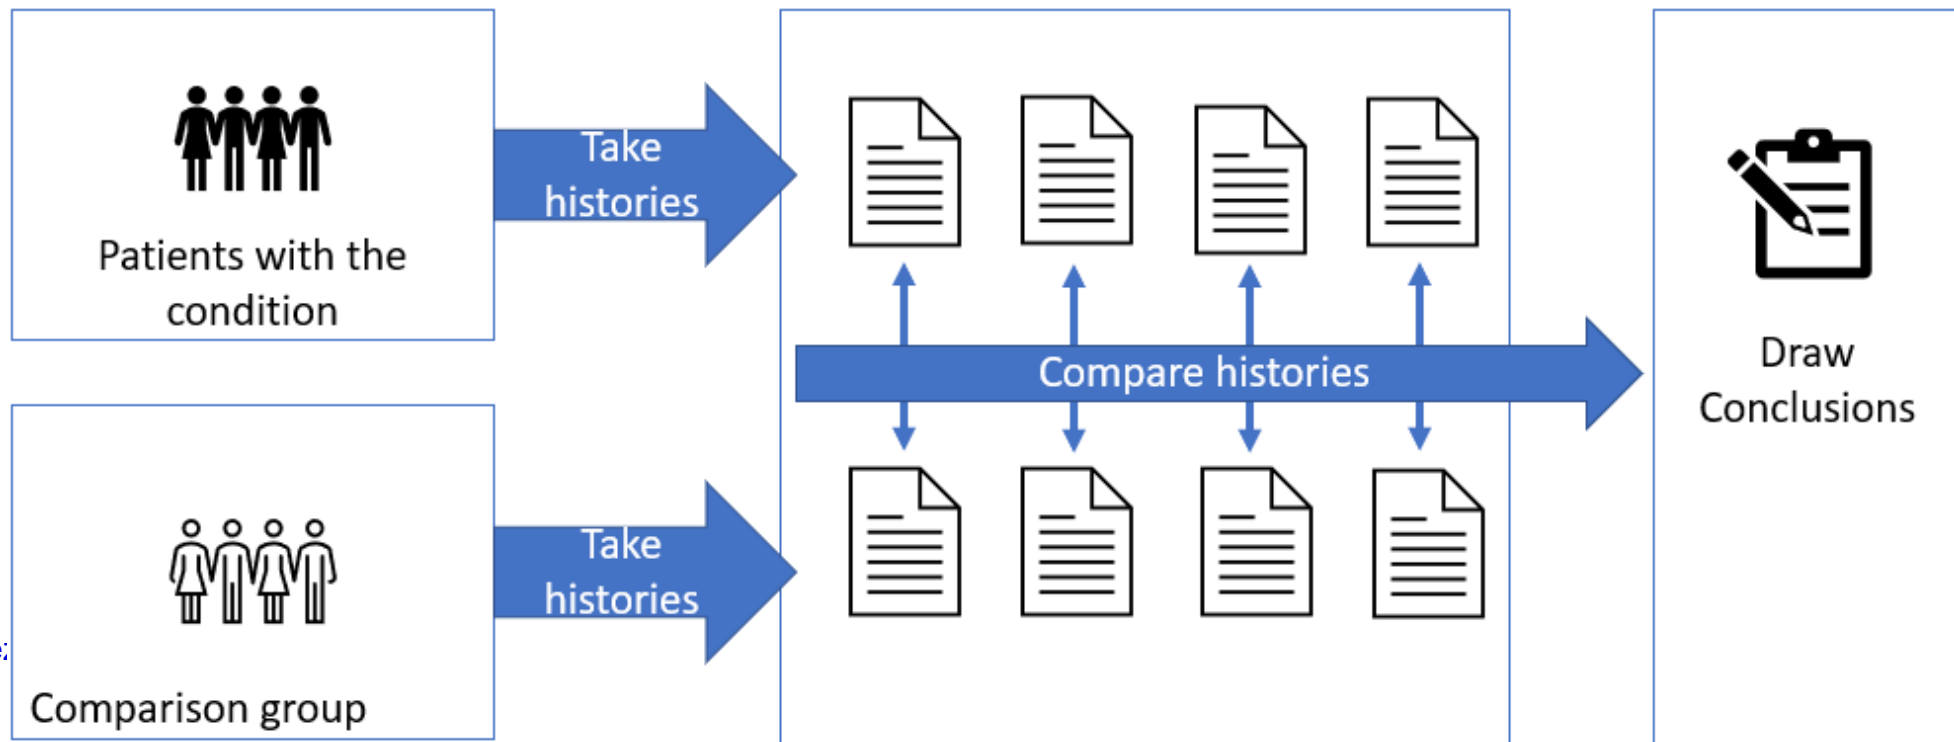 Take
histories
Patients with the
condition
Compare histories
Draw
Conclusions
Take
histories
Comparison group